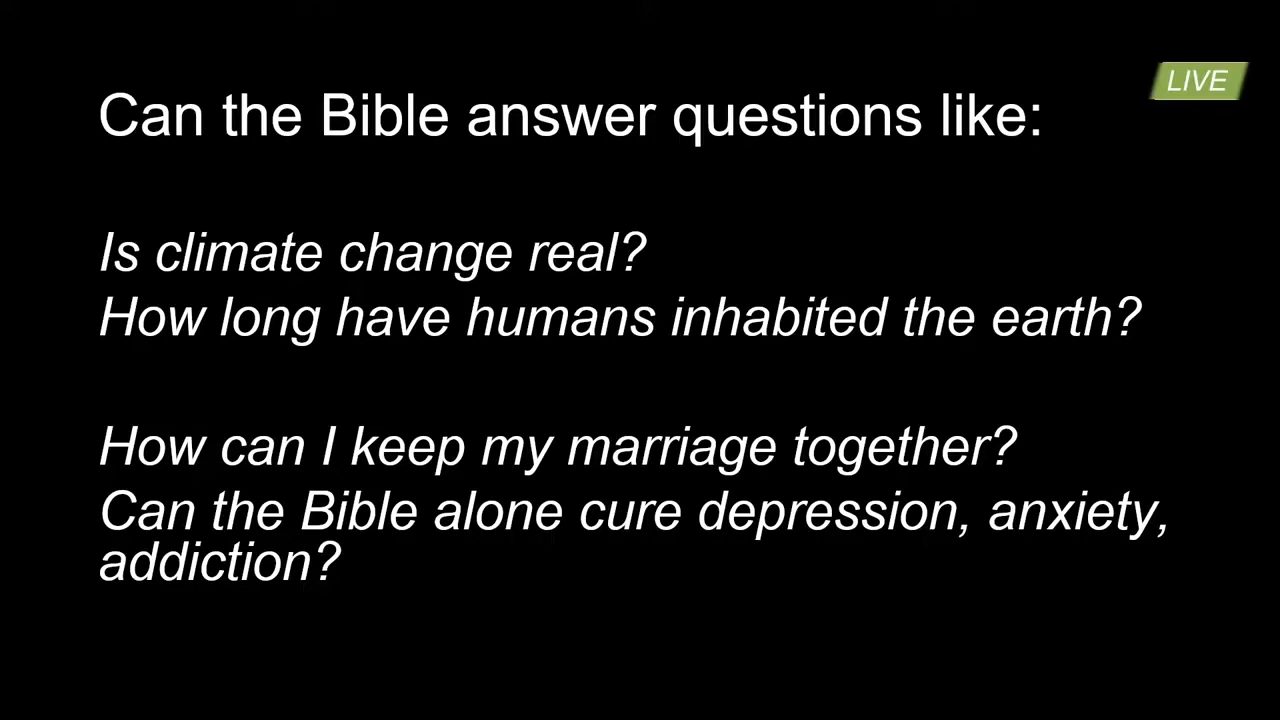 LIVE
Can the Bible answer questions like:
Is climate change real?
How long have humans inhabited the earth?
How can I keep my marriage together?
Can the Bible alone cure depression, anxiety,
addiction?